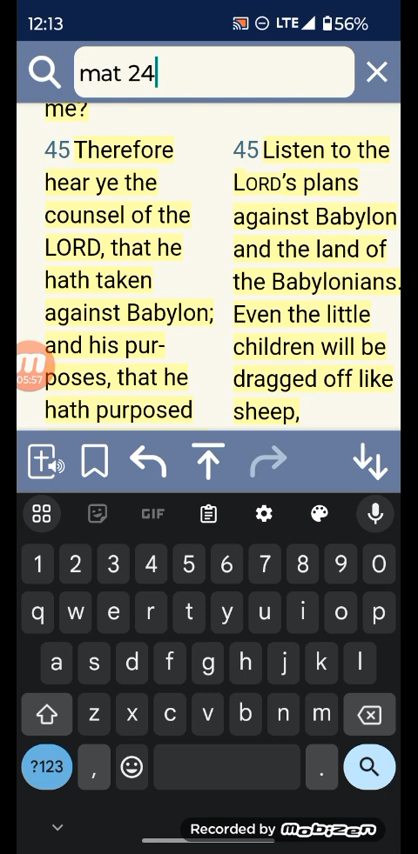 12:13 LTE 56%
mat 24
me?
45 Therefore
hear ye the
counsel of the
LORD, that he
hath taken
against Babylon;
and his pur-
poses, that he
hath purposed
45 Listen to the
LORD’s plans
against Babylon
and the land of
the Babylonians.
Even the little
children will be
dragged off like
sheep,
05:57
GIF
1 2 3 4 5 6 7 8 9 0
q w e r t y u i o p
a s d f g h j k l
z x c v b n m
?123 , .
Recorded by mobizen